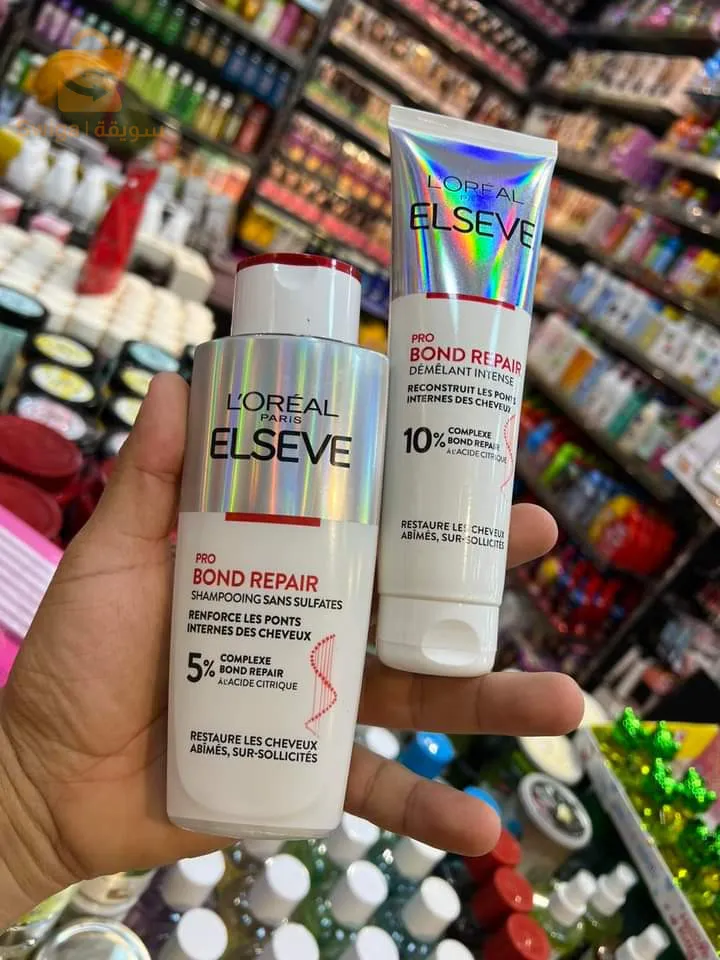 سويقة
L'ORÉAL
PARIS
ELSEVE
PRO
BOND REPAIR
SHAMPOOING SANS SULFATES
RENFORCE LES PONTS
INTERNES DES CHEVEUX
5% COMPLEXE
BOND REPAIR
À L'ACIDE CITRIQUE
RESTAURE LES CHEVEUX
ABÎMÉS, SUR-SOLLICITÉS
L'ORÉAL
PARIS
ELSEVE
PRO
BOND REPAIR
DÉMÊLANT INTENSE
RECONSTRUIT LES PONTS
INTERNES DES CHEVEUX
10% COMPLEXE
BOND REPAIR
À L'ACIDE CITRIQUE
RESTAURE LES CHEVEUX
ABÎMÉS, SUR-SOLLICITÉS